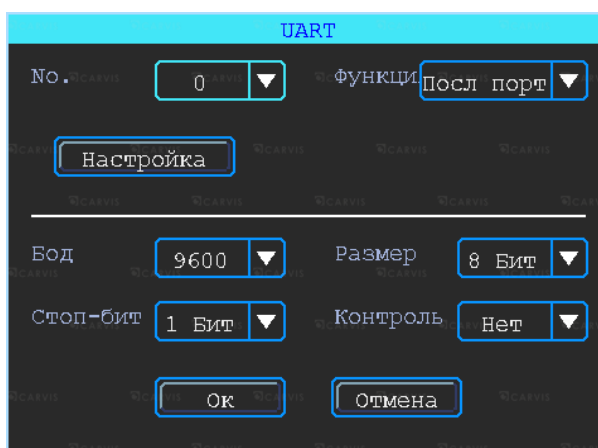 UART
No. 0 Функци Посл порт
Настройка
Бод 9600 Размер 8 Бит
Стоп-бит 1 Бит Контроль Нет
Ок Отмена
CARVIS